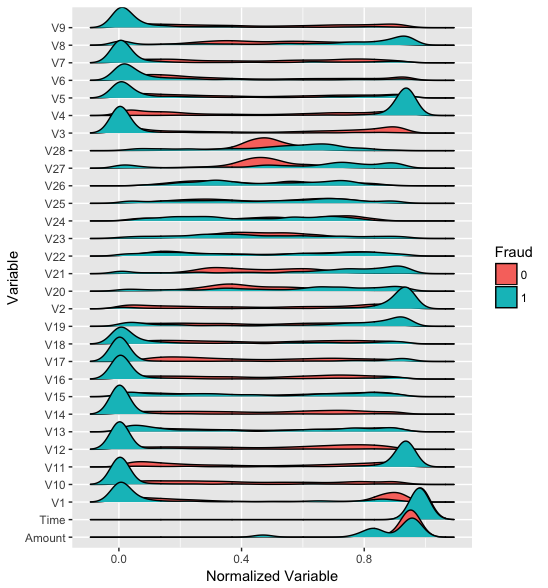 V9
V8
V7
V6
V5
V4
V3
V28
V27
V26
V25
V24
V23
V22
V21
V20
V2
V19
V18
V17
V16
V15
V14
V13
V12
V11
V10
V1
Time
Amount
Variable
0.0 0.4 0.8
Normalized Variable
Fraud
0
1